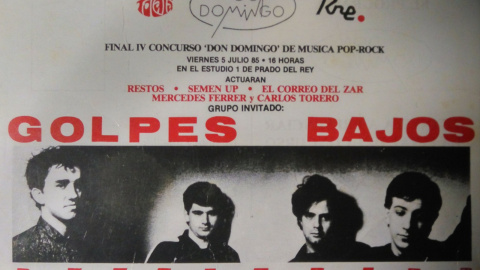 DOMINGO
Rne.
FINAL IV CONCURSO 'DON DOMINGO' DE MUSICA POP-ROCK
VIERNES 5 JULIO 85 • 16 HORAS
EN EL ESTUDIO 1 DE PRADO DEL REY
ACTUARAN
RESTOS • SEMEN UP • EL CORREO DEL ZAR
MERCEDES FERRER y CARLOS TORERO
GRUPO INVITADO:
GOLPES BAJOS